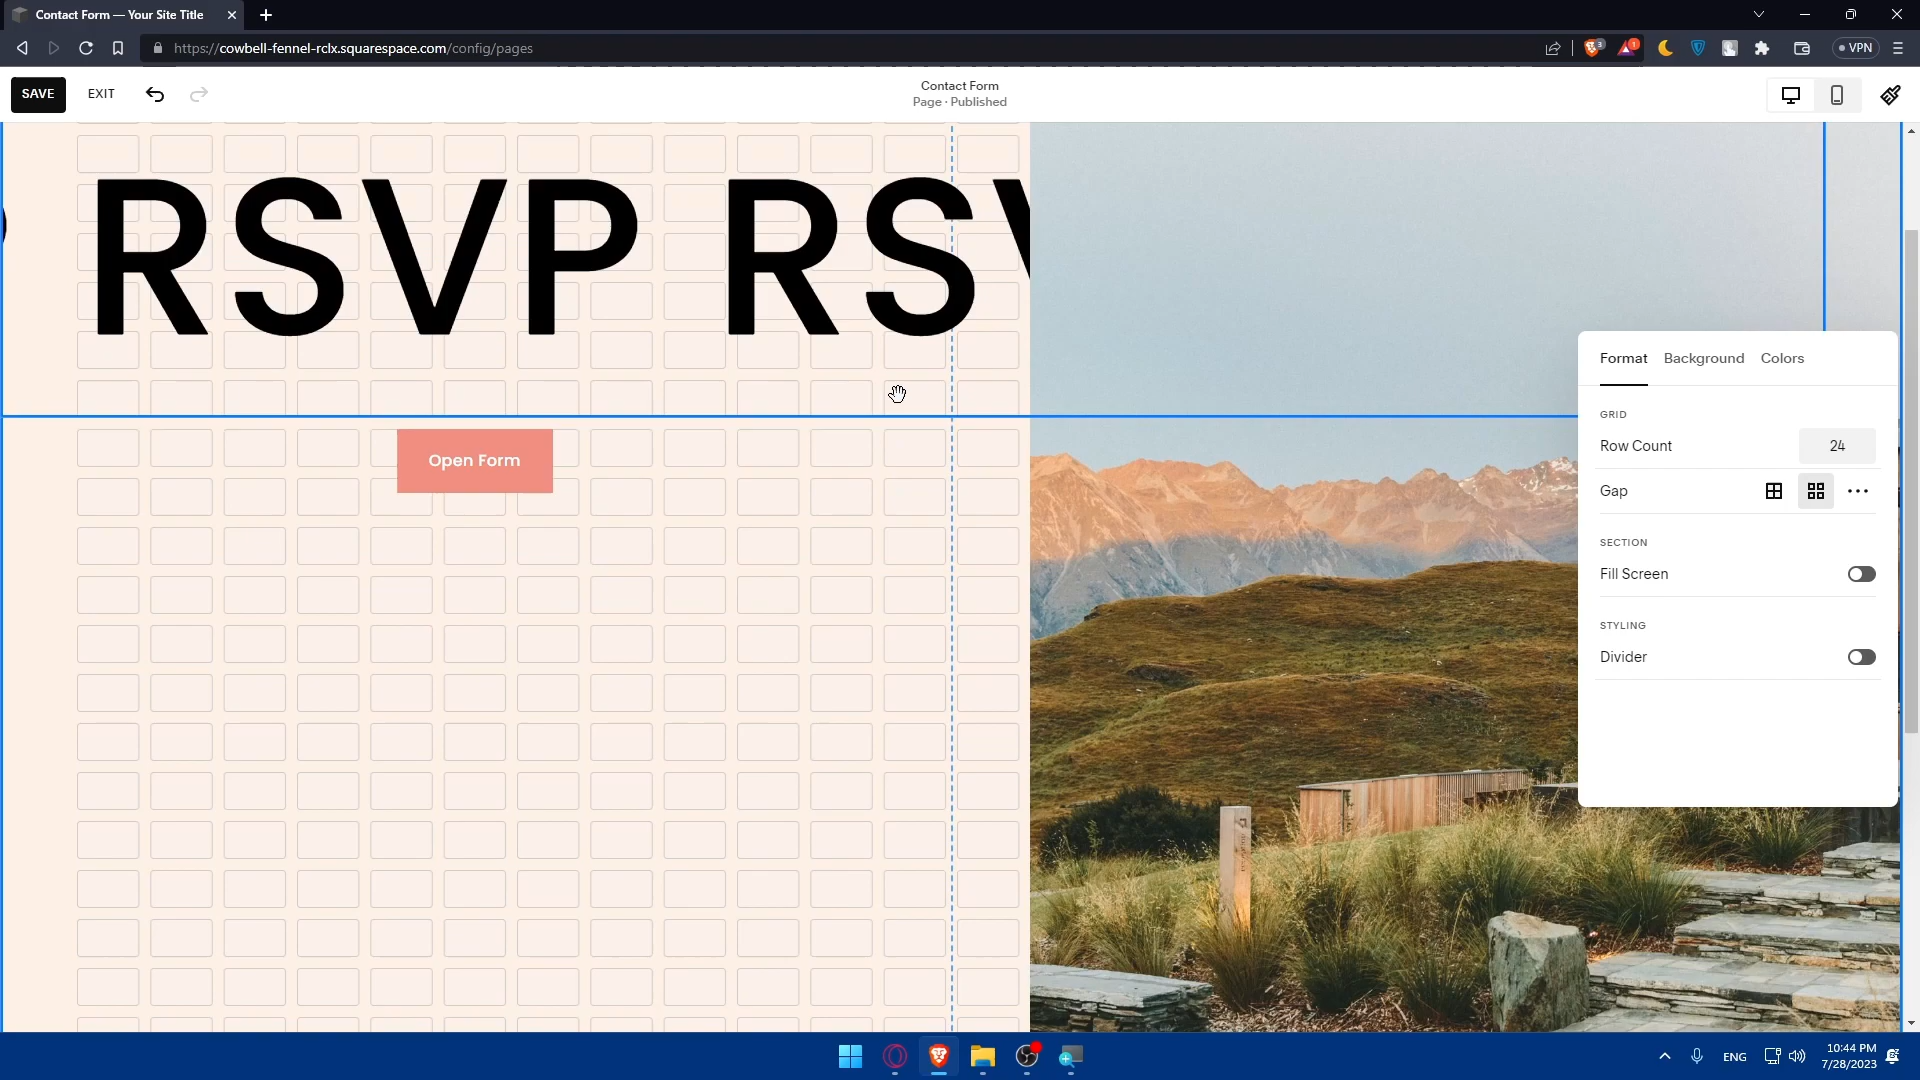 Contact Form — Your Site Title
https://cowbell-fennel-rclx.squarespace.com/config/pages
3
1
VPN
SAVE
EXIT
Contact Form
Page · Published
RSVP RSV
Format
Background
Colors
GRID
Row Count
24
Gap
SECTION
Fill Screen
STYLING
Divider
Open Form
ENG
10:44 PM
7/28/2023